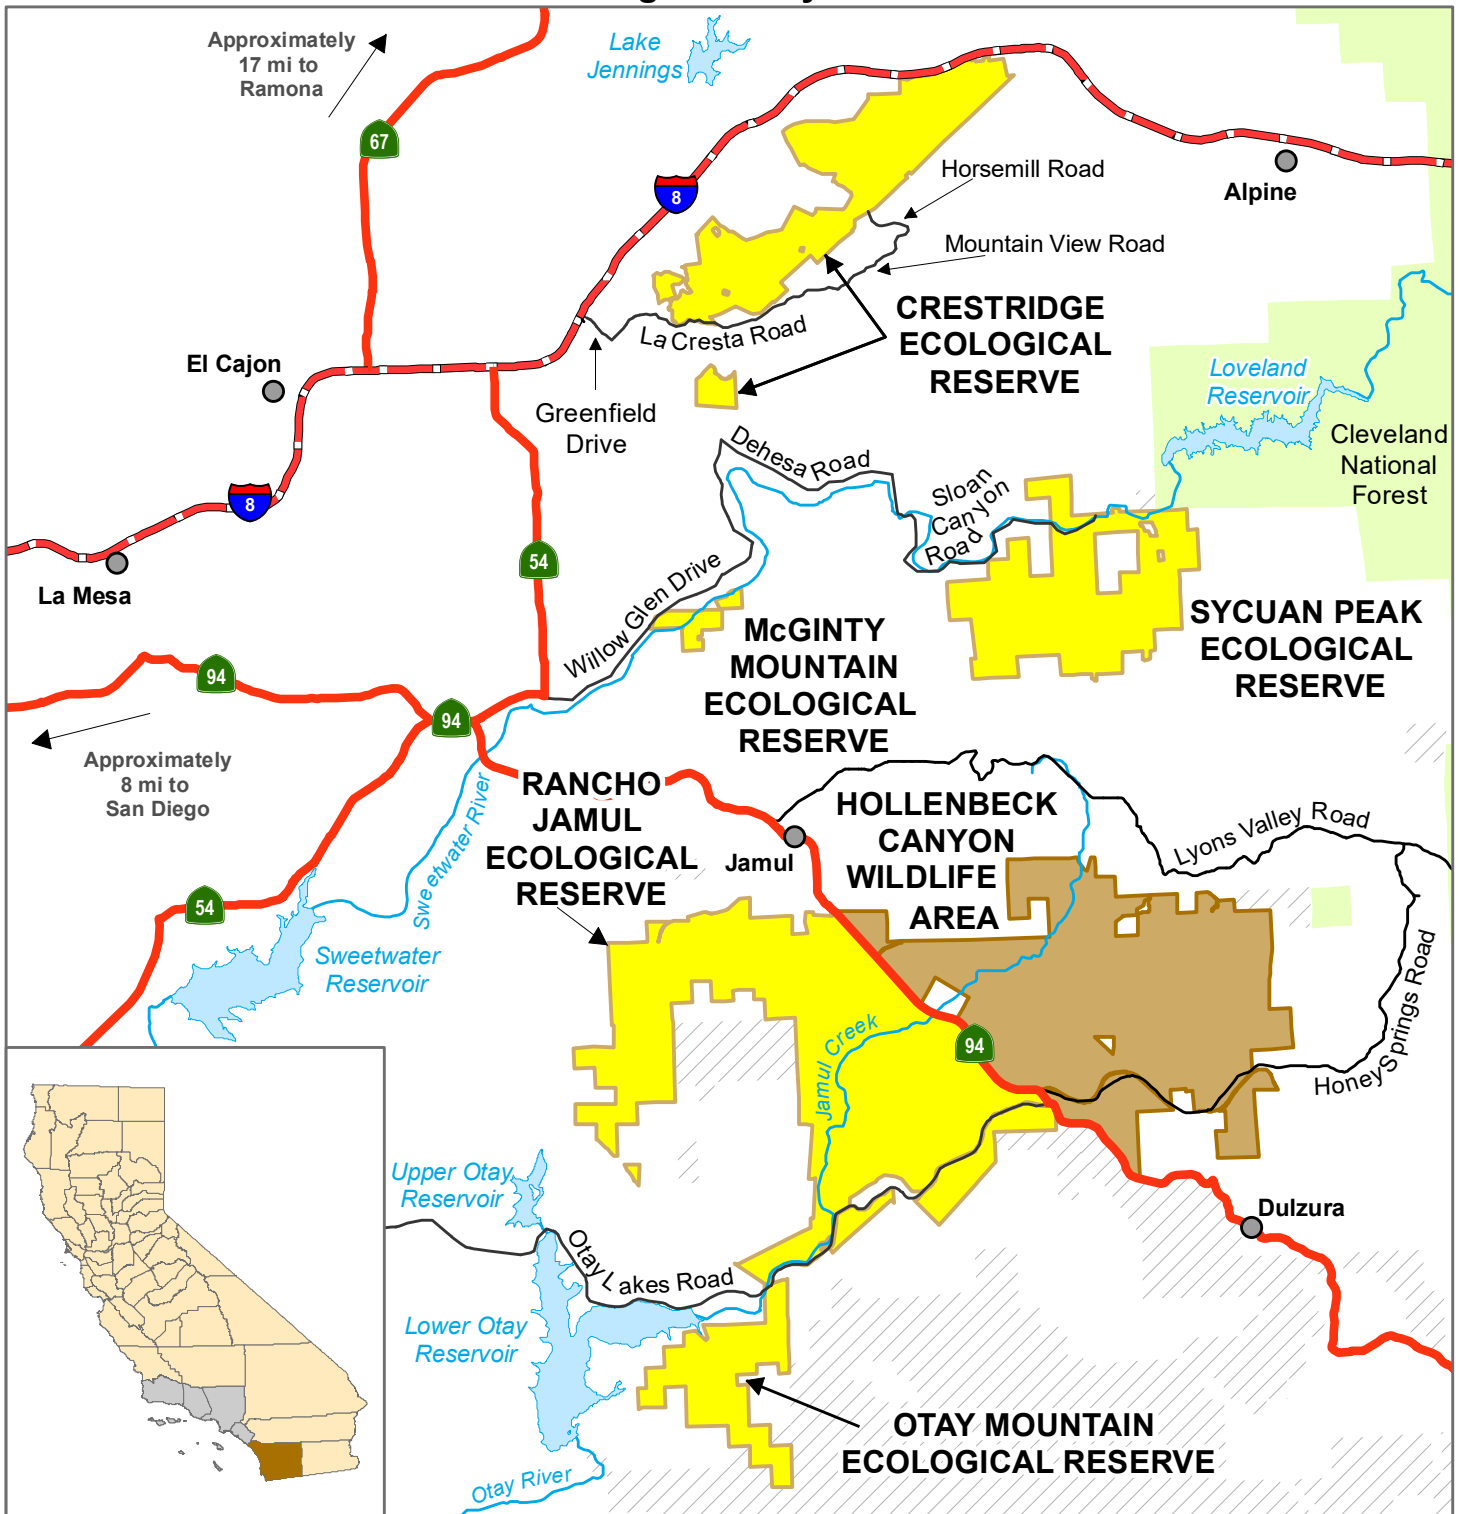 Approximately
17 mi to
Ramona
Lake
Jennings
67
8
Horsemill Road
Alpine
Mountain View Road
CRESTRIDGE
ECOLOGICAL
RESERVE
La Cresta Road
El Cajon
Greenfield
Drive
Loveland
Reservoir
Cleveland
National
Forest
Dehesa Road
Sloan
Canyon
Road
8
54
La Mesa
Willow Glen Drive
McGINTY
MOUNTAIN
ECOLOGICAL
RESERVE
SYCUAN PEAK
ECOLOGICAL
RESERVE
94
94
Approximately
8 mi to
San Diego
Sweetwater River
RANCHO
JAMUL
ECOLOGICAL
RESERVE
Jamul
HOLLENBECK
CANYON
WILDLIFE
AREA
Lyons Valley Road
54
Sweetwater
Reservoir
Honey Springs Road
Jamul Creek
94
Upper Otay
Reservoir
Otay Lakes Road
Dulzura
Lower Otay
Reservoir
OTAY MOUNTAIN
ECOLOGICAL RESERVE
Otay River